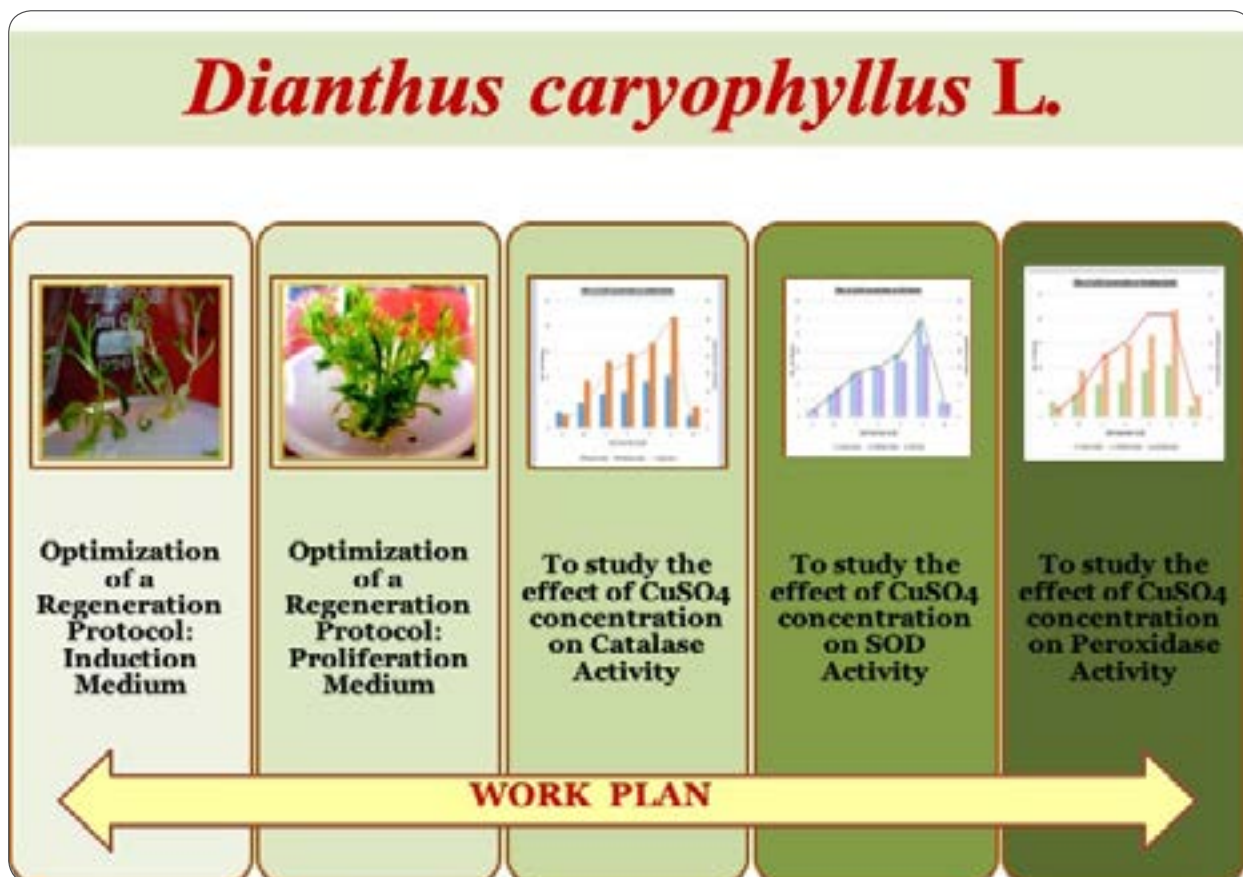 Dianthus caryophyllus L.
Optimization
of a
Regeneration
Protocol:
Induction
Medium
Optimization
of a
Regeneration
Protocol:
Proliferation
Medium
To study the
effect of CuSO4
concentration
on Catalase
Activity
To study the
effect of CuSO4
concentration
on SOD
Activity
To study the
effect of CuSO4
concentration
on Peroxidase
Activity
WORK PLAN